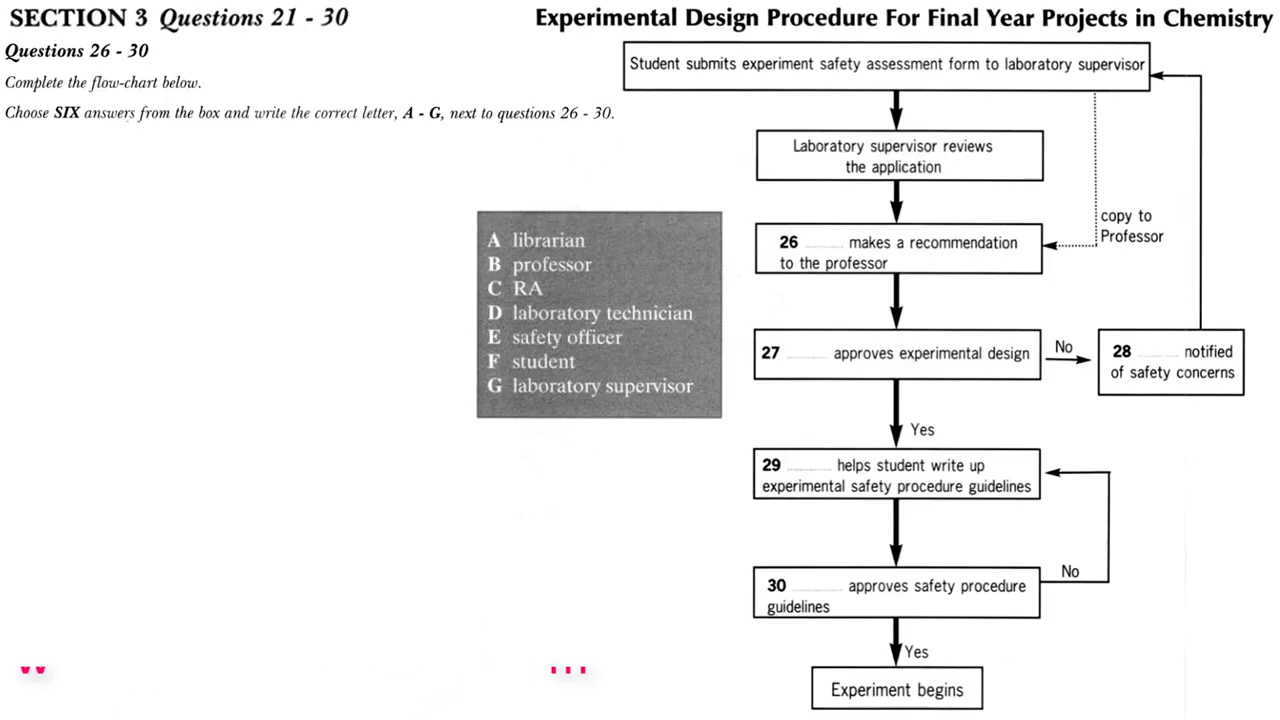 SECTION 3 Questions 21 - 30
Experimental Design Procedure For Final Year Projects in Chemistry
Questions 26 - 30
Complete the flow-chart below.
Choose SIX answers from the box and write the correct letter, A - G, next to questions 26 - 30.
A librarian
B professor
C RA
D laboratory technician
E safety officer
F student
G laboratory supervisor
Student submits experiment safety assessment form to laboratory supervisor
Laboratory supervisor reviews
the application
copy to
Professor
26 ............ makes a recommendation
to the professor
27 ............ approves experimental design
No
28 ............ notified
of safety concerns
Yes
29 ............ helps student write up
experimental safety procedure guidelines
30 ............ approves safety procedure
guidelines
No
Yes
Experiment begins